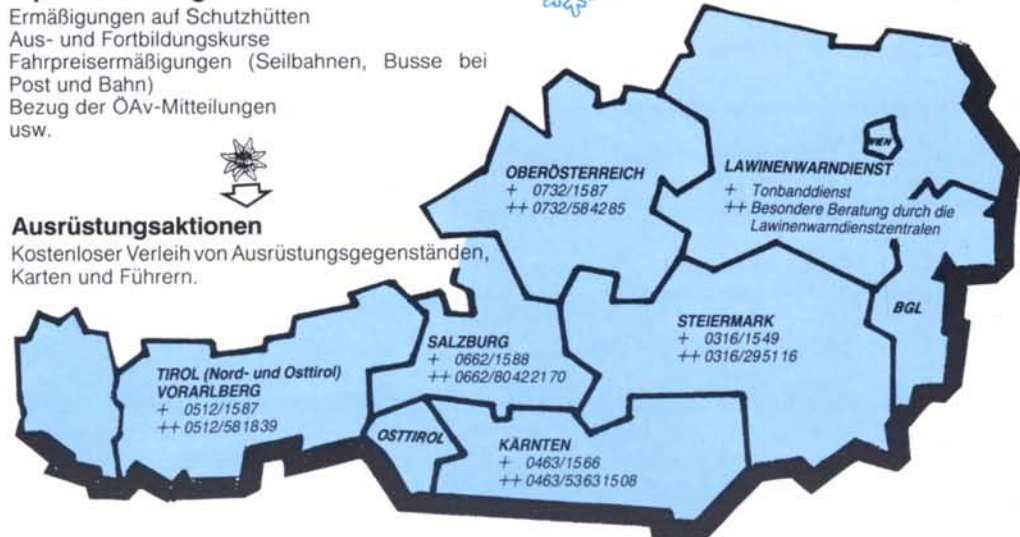 Ermäßigungen auf Schutzhütten
Aus- und Fortbildungskurse
Fahrpreisermäßigungen (Seilbahnen, Busse bei
Post und Bahn)
Bezug der ÖAv-Mitteilungen
usw.
Ausrüstungsaktionen
Kostenloser Verleih von Ausrüstungsgegenständen,
Karten und Führern.
WIEN
OBERÖSTERREICH
+ 0732/1587
++ 0732/584285
LAWINENWARNDIENST
+ Tonbanddienst
++ Besondere Beratung durch die
Lawinenwarndienstzentralen
BGL
STEIERMARK
+ 0316/1549
++ 0316/295116
SALZBURG
+ 0662/1588
++ 0662/80422170
TIROL (Nord- und Osttirol)
VORARLBERG
+ 0512/1587
++ 0512/581839
OSTTIROL
KÄRNTEN
+ 0463/1566
++ 0463/53631508